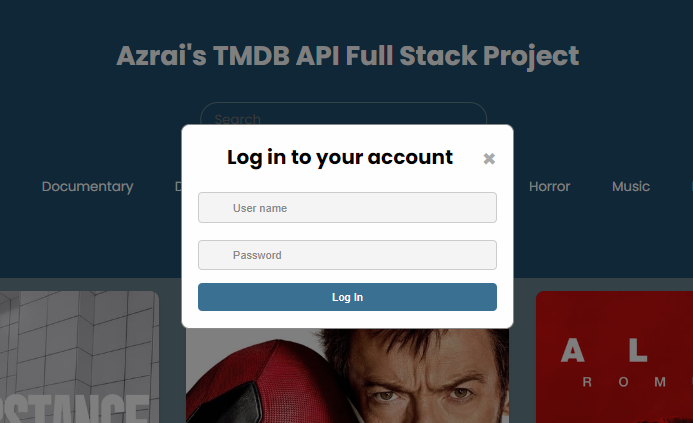 Azrai's TMDB API Full Stack Project
Search
Log in to your account ×
Documentary
D
Horror
Music
User name
Password
Log In
STANCE
A L
R O M